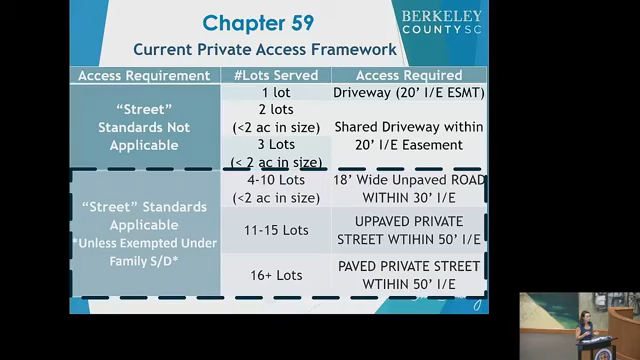 Chapter 59
BERKELEY
COUNTY SC
Current Private Access Framework
Access Requirement
#Lots Served
Access Required
"Street"
Standards Not
Applicable
1 lot
Driveway (20' I/E ESMT)
2 lots
(<2 ac in size)
3 Lots
(< 2 ac in size)
Shared Driveway within
20' I/E Easement
"Street" Standards
Applicable
*Unless Exempted Under
Family S/D*
4-10 Lots
(<2 ac in size)
18' Wide Unpaved ROAD
WITHIN 30' I/E
11-15 Lots
UPPAVED PRIVATE
STREET WTIHIN 50' I/E
16+ Lots
PAVED PRIVATE STREET
WTIHIN 50' I/E